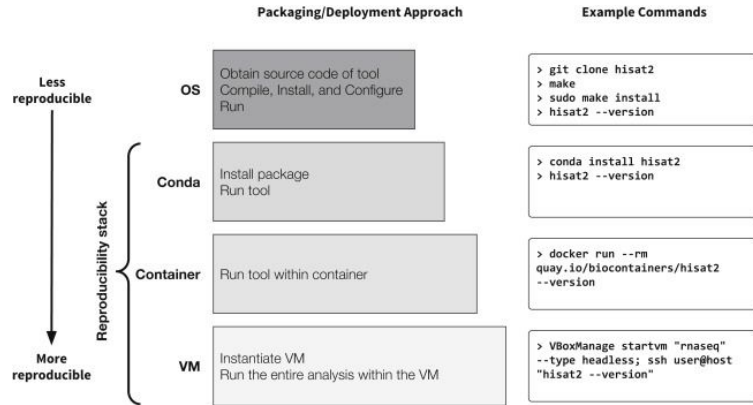 Packaging/Deployment Approach
Example Commands
Less
reproducible
OS
Obtain source code of tool
Compile, Install, and Configure
Run
> git clone hisat2
> make
> sudo make install
> hisat2 --version
Reproducibility stack
Conda
Install package
Run tool
> conda install hisat2
> hisat2 --version
Container
Run tool within container
> docker run --rm
quay.io/biocontainers/hisat2
--version
More
reproducible
VM
Instantiate VM
Run the entire analysis within the VM
> VBoxManage startvm "rnaseq"
--type headless; ssh user@host
"hisat2 --version"